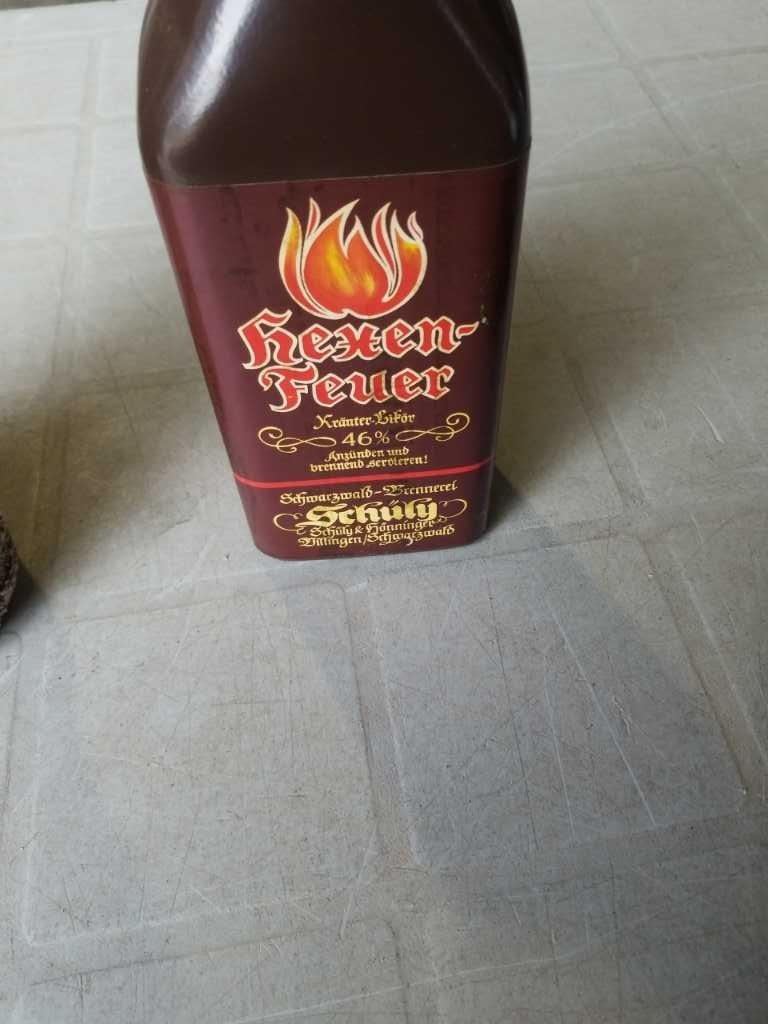 Hexen-
Feuer
Kräuter-Likör
46%
Anzünden und
brennend servieren!
Schwarzwald-Brennerei
Schüly
Schüly & Hönninger
Villingen/Schwarzwald